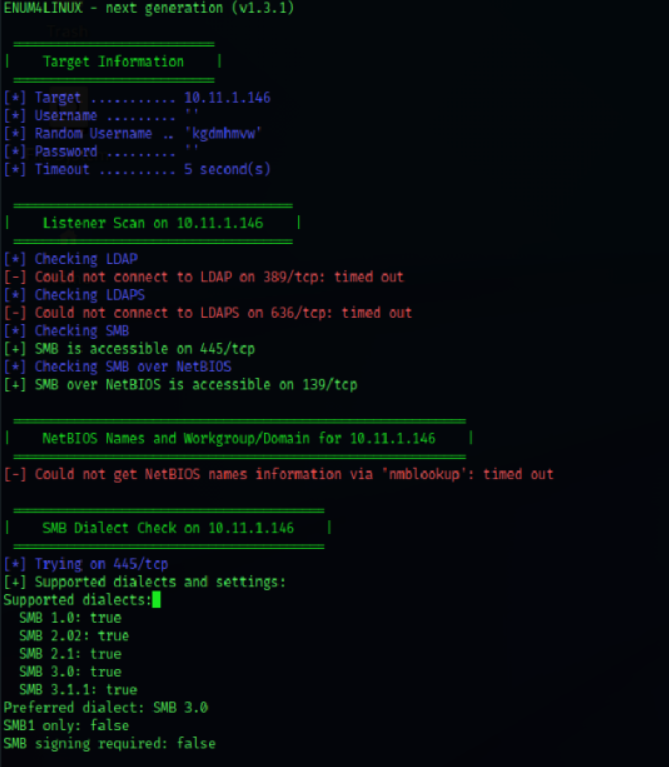 ENUM4LINUX - next generation (v1.3.1)
==========================
|    Target Information    |
==========================
[*] Target ........... 10.11.1.146
[*] Username ......... ''
[*] Random Username .. 'kgdmhmvw'
[*] Password ......... ''
[*] Timeout .......... 5 second(s)
====================================
|    Listener Scan on 10.11.1.146    |
====================================
[*] Checking LDAP
[-] Could not connect to LDAP on 389/tcp: timed out
[*] Checking LDAPS
[-] Could not connect to LDAPS on 636/tcp: timed out
[*] Checking SMB
[+] SMB is accessible on 445/tcp
[*] Checking SMB over NetBIOS
[+] SMB over NetBIOS is accessible on 139/tcp
==========================================================
|    NetBIOS Names and Workgroup/Domain for 10.11.1.146    |
==========================================================
[-] Could not get NetBIOS names information via 'nmblookup': timed out
========================================
|    SMB Dialect Check on 10.11.1.146    |
========================================
[*] Trying on 445/tcp
[+] Supported dialects and settings:
Supported dialects:
  SMB 1.0: true
  SMB 2.02: true
  SMB 2.1: true
  SMB 3.0: true
  SMB 3.1.1: true
Preferred dialect: SMB 3.0
SMB1 only: false
SMB signing required: false